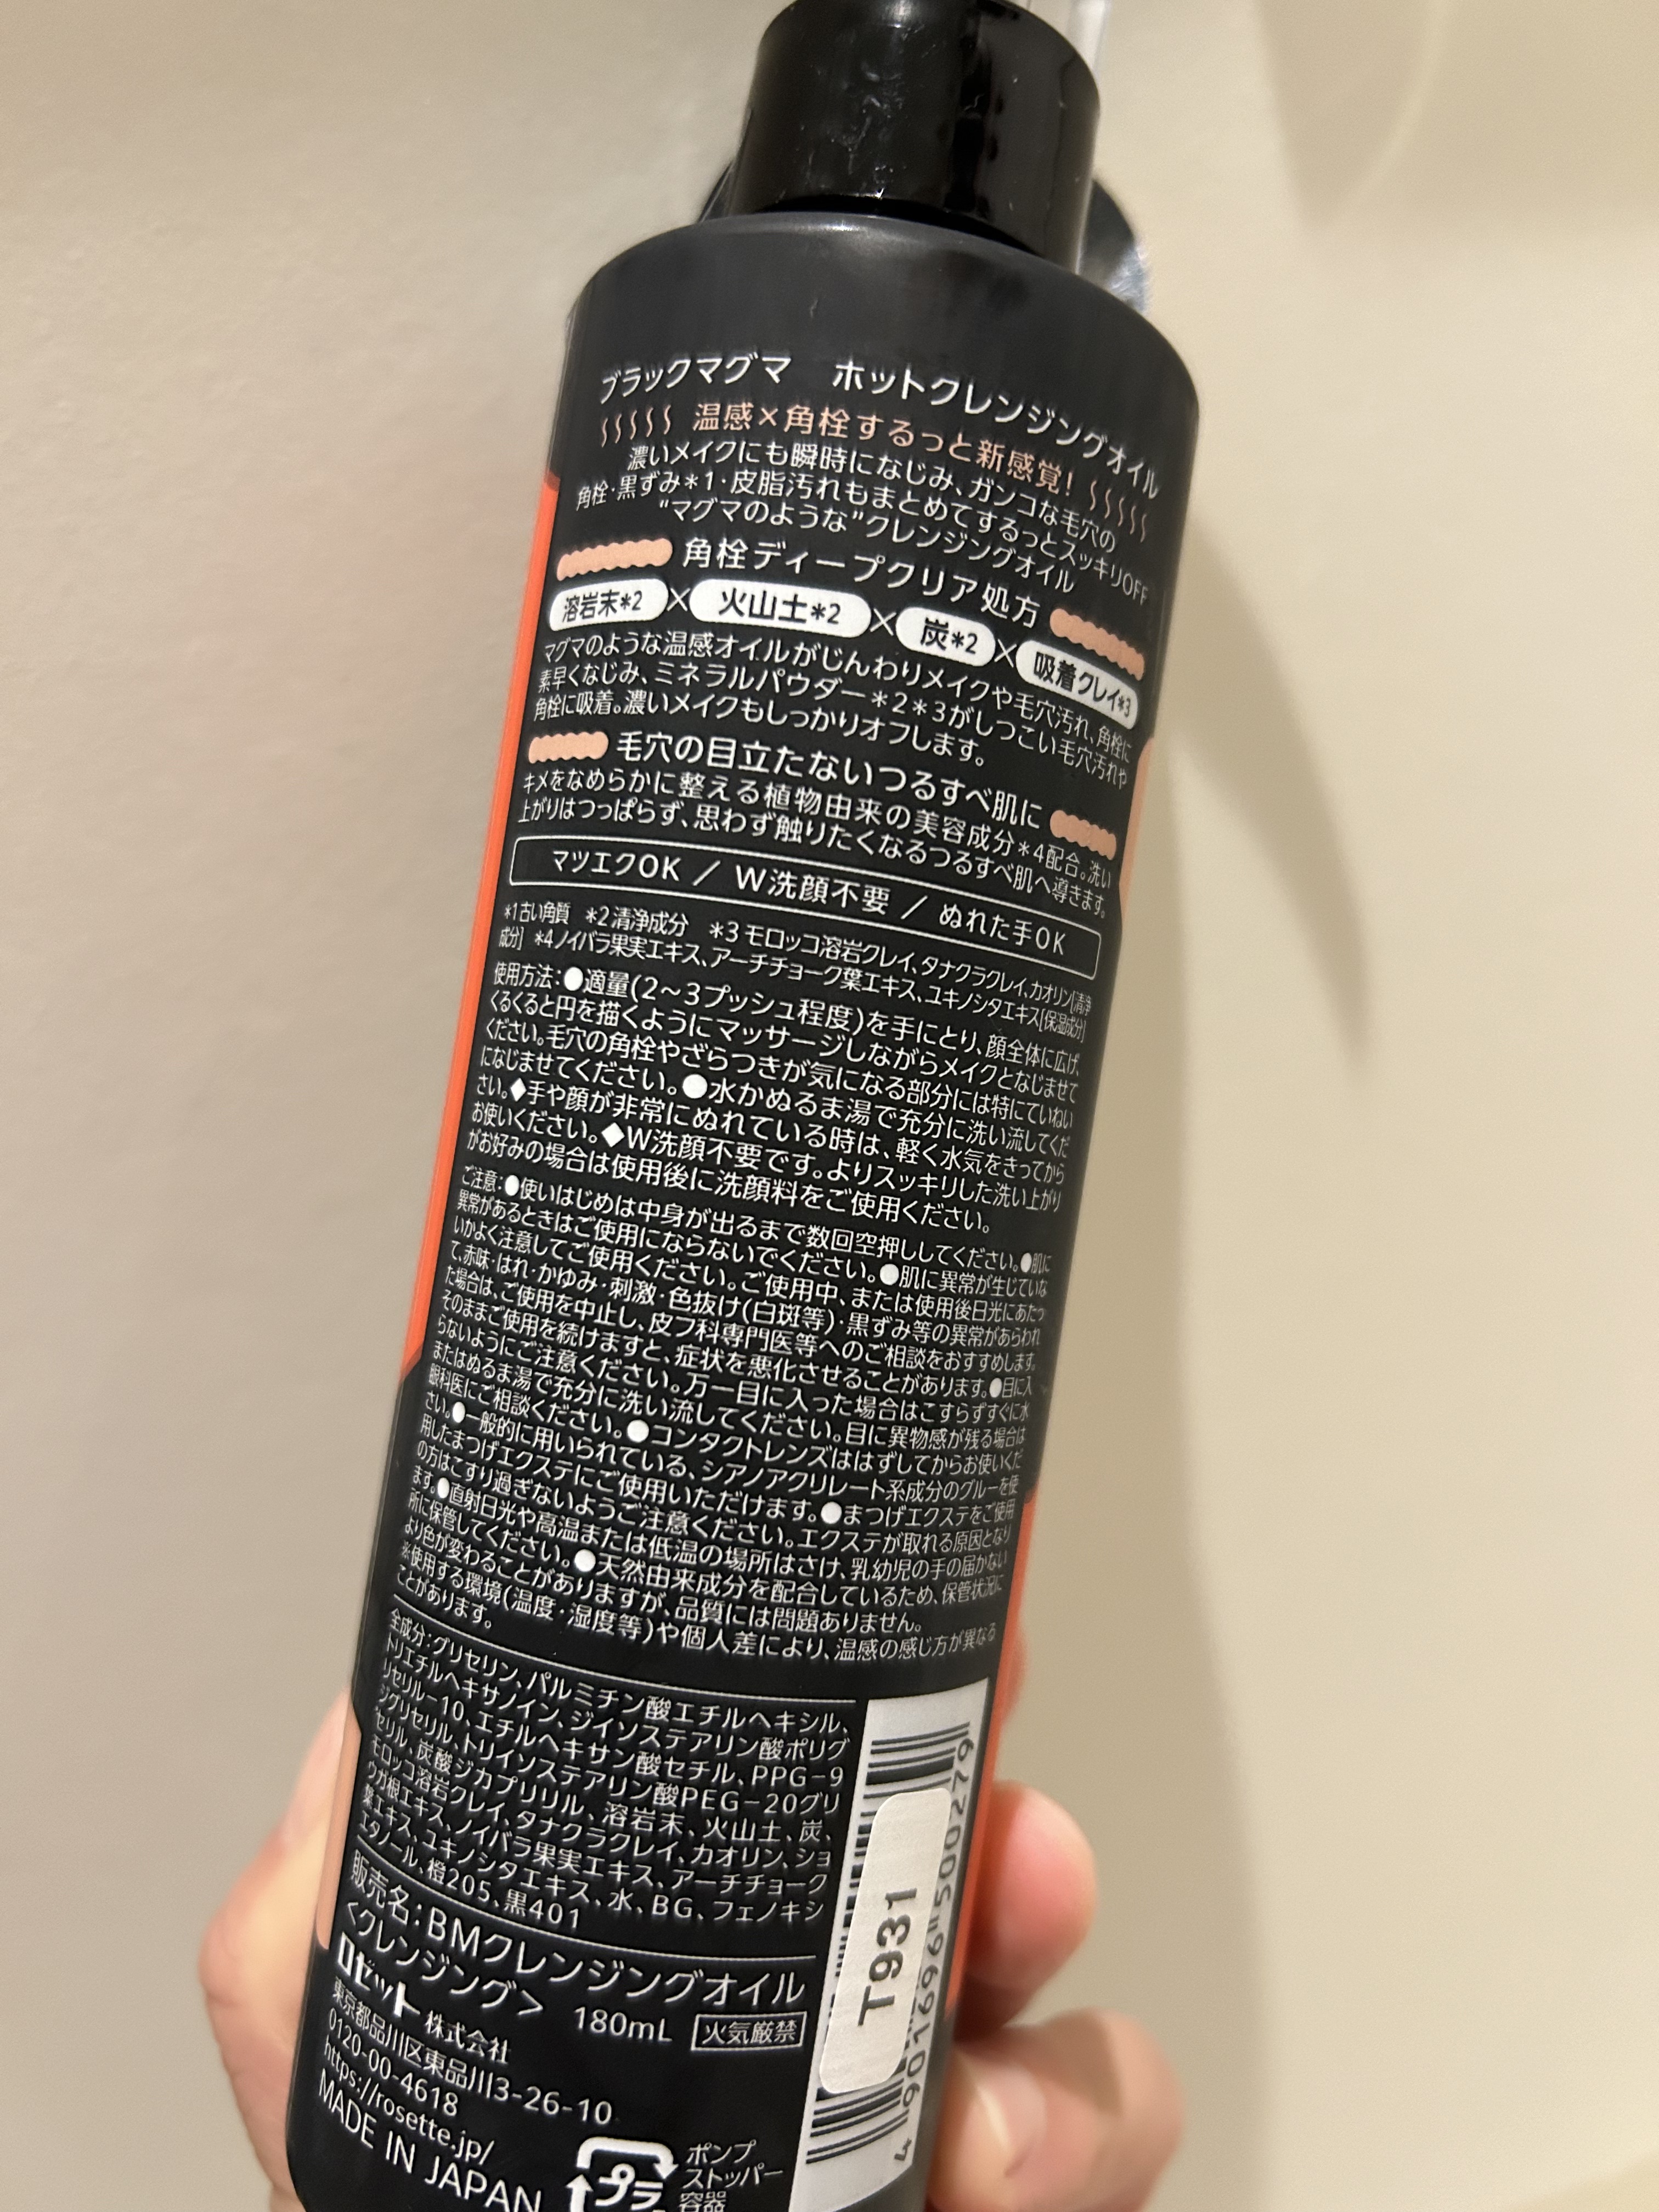 ブラックマグマ　ホットクレンジングオイル
温感×角栓するっと新感覚!
濃いメイクにも瞬時になじみ、ガンコな毛穴の
角栓・黒ずみ*1・皮脂汚れもまとめてするっとスッキリOFF
"マグマのような"クレンジングオイル
角栓ディープクリア処方
溶岩末*2×火山土*2×炭*2×吸着クレイ*3
マグマのような温感オイルがじんわりメイクや毛穴汚れ、角栓に
素早くなじみ、ミネラルパウダー*2*3がしつこい毛穴汚れや
角栓に吸着。濃いメイクもしっかりオフします。
毛穴の目立たないつるすべ肌に
キメをなめらかに整える植物由来の美容成分*4配合。洗い
上がりはつっぱらず、思わず触りたくなるつるすべ肌へ導きます。
マツエクOK / W洗顔不要 / ぬれた手OK
*1古い角質　*2清浄成分　*3モロッコ溶岩クレイ、タナクラクレイ、カオリン[清浄
成分]　*4ノイバラ果実エキス、アーチチョーク葉エキス、ユキノシタエキス[保湿成分]
使用方法:●適量(2~3プッシュ程度)を手にとり、顔全体に広げ、
くるくると円を描くようにマッサージしながらメイクとなじませて
ください。毛穴の角栓やざらつきが気になる部分には特にていねい
になじませてください。●水かぬるま湯で充分に洗い流してくだ
さい。◆手や顔が非常にぬれている時は、軽く水気をきってから
お使いください。◆W洗顔不要です。よりスッキリした洗い上がり
がお好みの場合は使用後に洗顔料をご使用ください。
ご注意:●使いはじめは中身が出るまで数回空押ししてください。●肌に
異常があるときはご使用にならないでください。●肌に異常が生じていな
いかよく注意してご使用ください。ご使用中、または使用後日光にあたっ
て、赤味・はれ・かゆみ・刺激・色抜け(白斑等)・黒ずみ等の異常があらわれ
た場合は、ご使用を中止し、皮フ科専門医等へのご相談をおすすめします。
そのままご使用を続けますと、症状を悪化させることがあります。●目に入
らないようにご注意ください。万一目に入った場合はこすらずすぐに水
またはぬるま湯で充分に洗い流してください。目に異物感が残る場合は
眼科医にご相談ください。●コンタクトレンズははずしてからお使いくだ
さい。●一般的に用いられている、シアノアクリレート系成分のグルーを使
用したまつげエクステにご使用いただけます。●まつげエクステをご使用
の方はこすり過ぎないようご注意ください。エクステが取れる原因となり
ます。●直射日光や高温または低温の場所はさけ、乳幼児の手の届かない
所に保管してください。●天然由来成分を配合しているため、保管状況に
より色が変わることがありますが、品質には問題ありません。
※使用する環境(温度・湿度等)や個人差により、温感の感じ方が異なる
ことがあります。
全成分:グリセリン、パルミチン酸エチルヘキシル、
トリエチルヘキサノイン、ジイソステアリン酸ポリグ
リセリル-10、エチルヘキサン酸セチル、PPG-9
ジグリセリル、トリイソステアリン酸PEG-20グリ
セリル、炭酸ジカプリリル、溶岩末、火山土、炭、
モロッコ溶岩クレイ、タナクラクレイ、カオリン、ショ
ウガ根エキス、ノイバラ果実エキス、アーチチョーク
葉エキス、ユキノシタエキス、水、BG、フェノキシ
エタノール、橙205、黒401
販売名:BMクレンジングオイル
<クレンジング>　180mL　火気厳禁
ロゼット株式会社
東京都品川区東品川3-26-10
0120-00-4618
https://rosette.jp/
MADE IN JAPAN
プラ
ポンプ
ストッパー
容器
T931
4 901696 500279